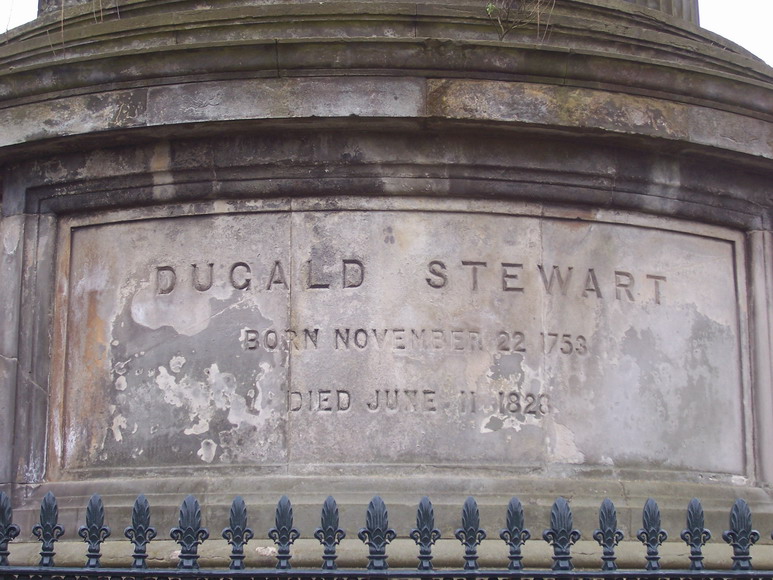 DUGALD STEWART
BORN NOVEMBER 22 1753
DIED JUNE 11 1828